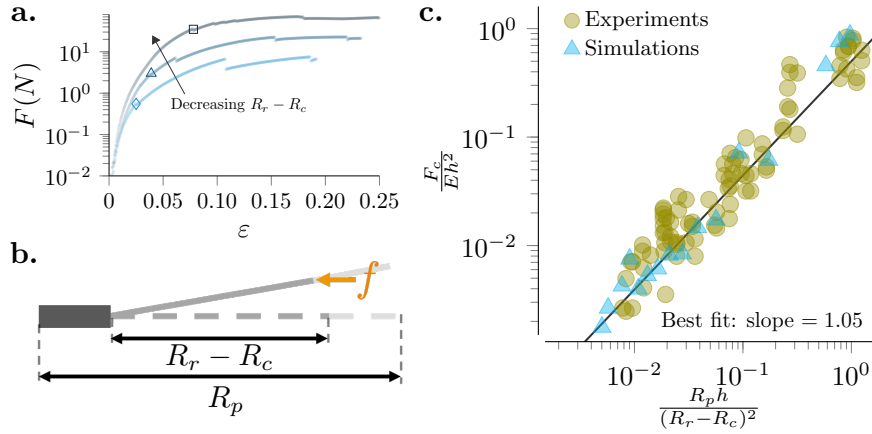 a.
F(N)
10^1
10^0
10^{-1}
10^{-2}
Decreasing R_r − R_c
0 0.05 0.10 0.15 0.20 0.25
ε
b.
f
R_r − R_c
R_p
c.
Experiments
Simulations
10^0
10^{-1}
10^{-2}
\frac{F_c}{Eh^2}
Best fit: slope = 1.05
10^{-2} 10^{-1} 10^0
\frac{R_p h}{(R_r−R_c)^2}